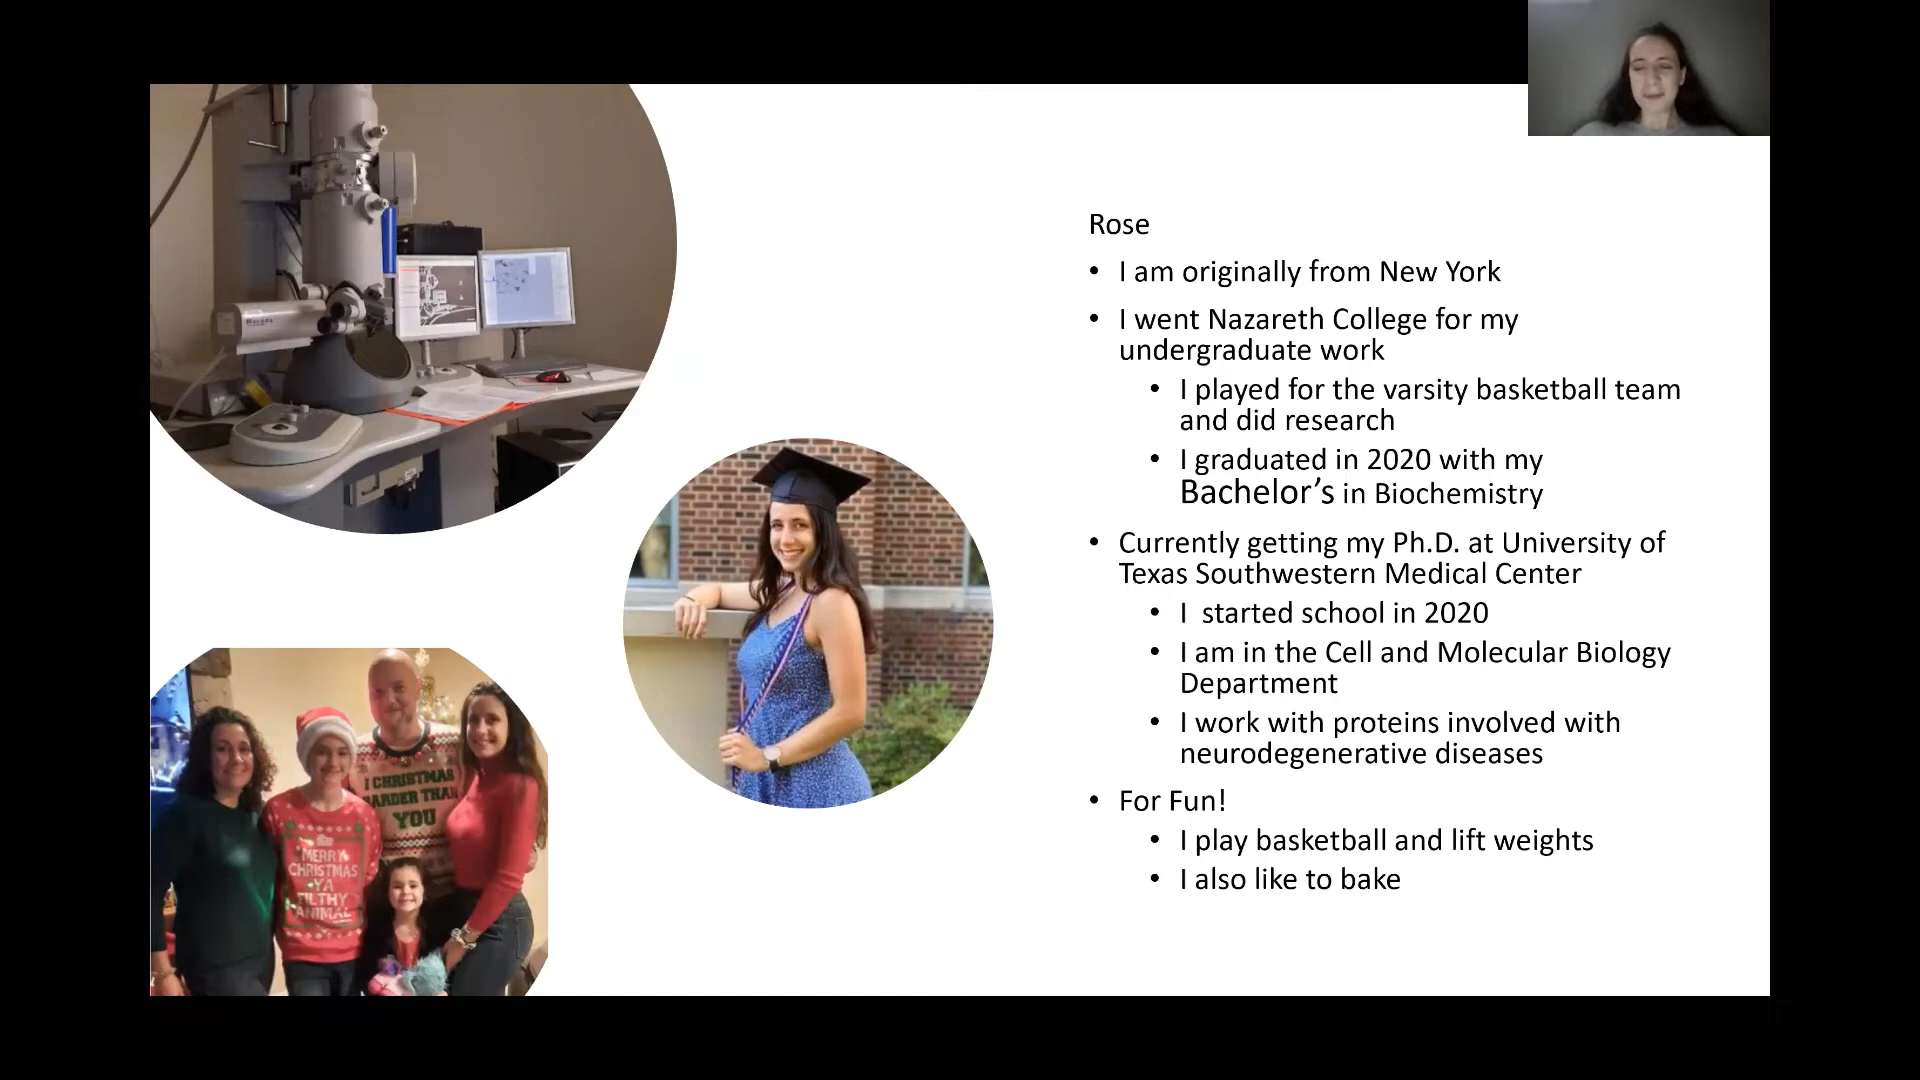 Rose
• I am originally from New York
• I went Nazareth College for my
undergraduate work
• I played for the varsity basketball team
and did research
• I graduated in 2020 with my
Bachelor’s in Biochemistry
• Currently getting my Ph.D. at University of
Texas Southwestern Medical Center
• I  started school in 2020
• I am in the Cell and Molecular Biology
Department
• I work with proteins involved with
neurodegenerative diseases
• For Fun!
• I play basketball and lift weights
• I also like to bake
I CHRISTMAS
HARDER THAN
YOU
MERRY
CHRISTMAS
YA
FILTHY
ANIMAL